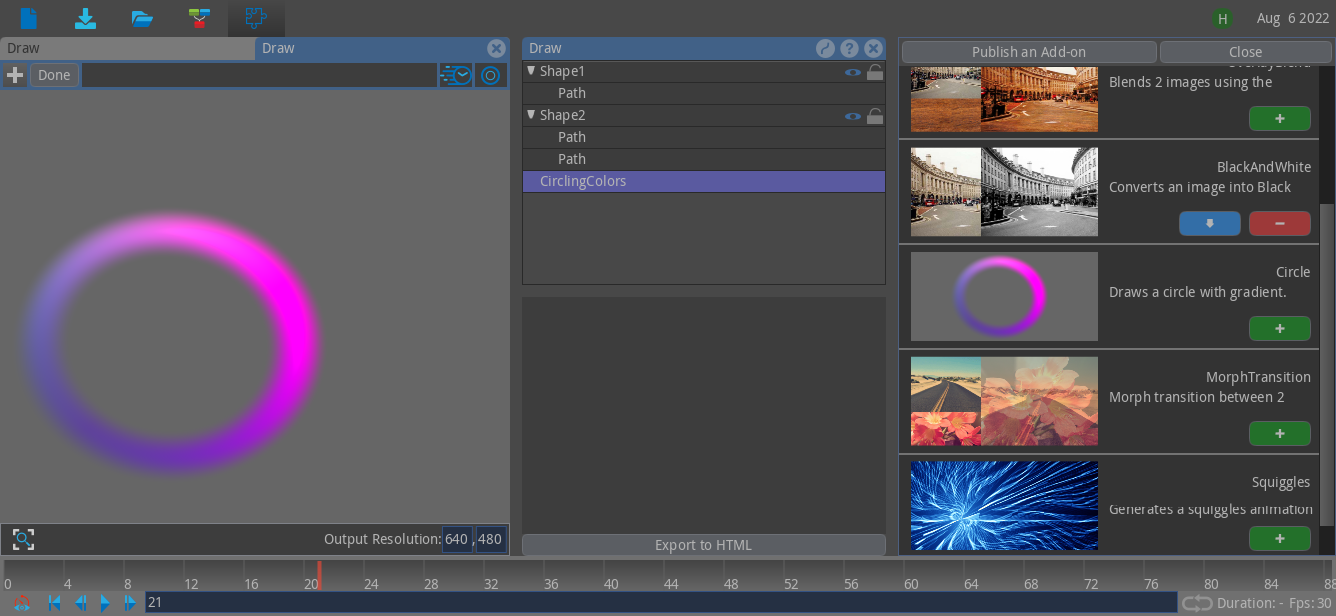 H
Aug 6 2022
Draw
Draw
Done
Output Resolution: 640 , 480
Draw
?
Shape1
Path
Shape2
Path
Path
CirclingColors
Export to HTML
Publish an Add-on
Close
Blends 2 images using the
BlackAndWhite
Converts an image into Black
Circle
Draws a circle with gradient.
MorphTransition
Morph transition between 2
Squiggles
Generates a squiggles animation
0 4 8 12 16 20 24 28 32 36 40 44 48 52 56 60 64 68 72 76 80 84 88
21
Duration: - Fps: 30